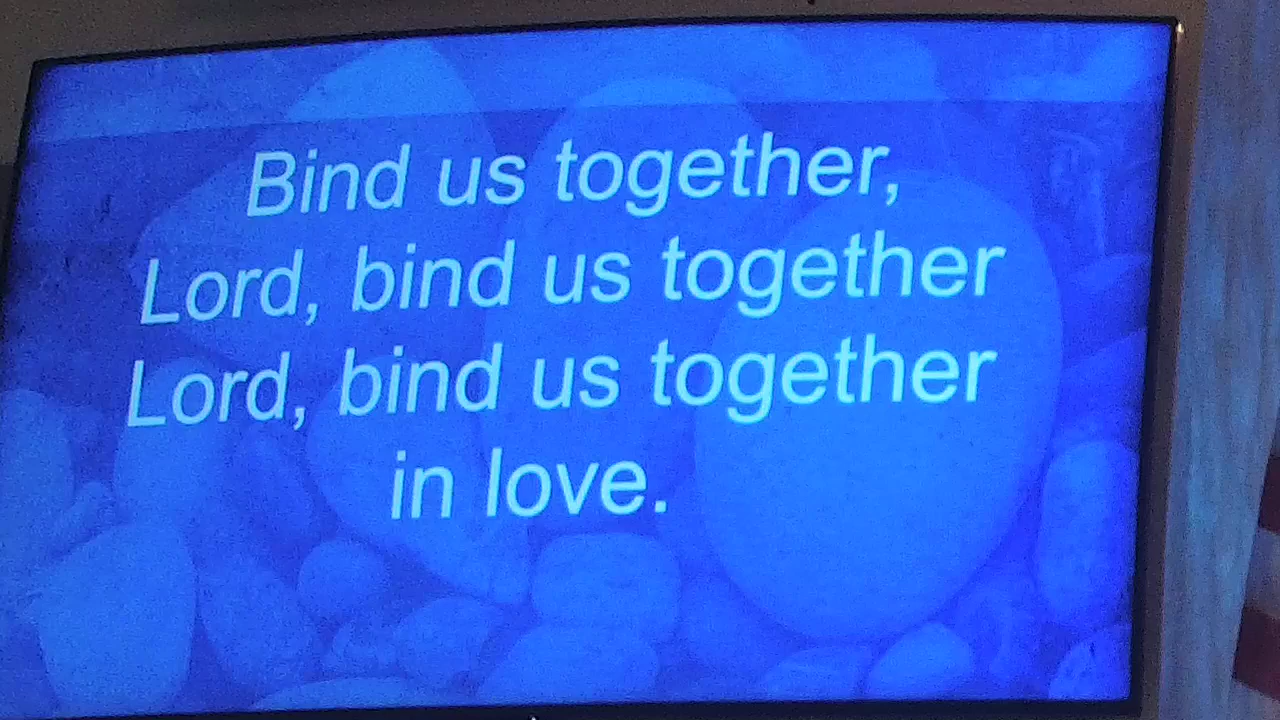 Bind us together,
Lord, bind us together
Lord, bind us together
in love.